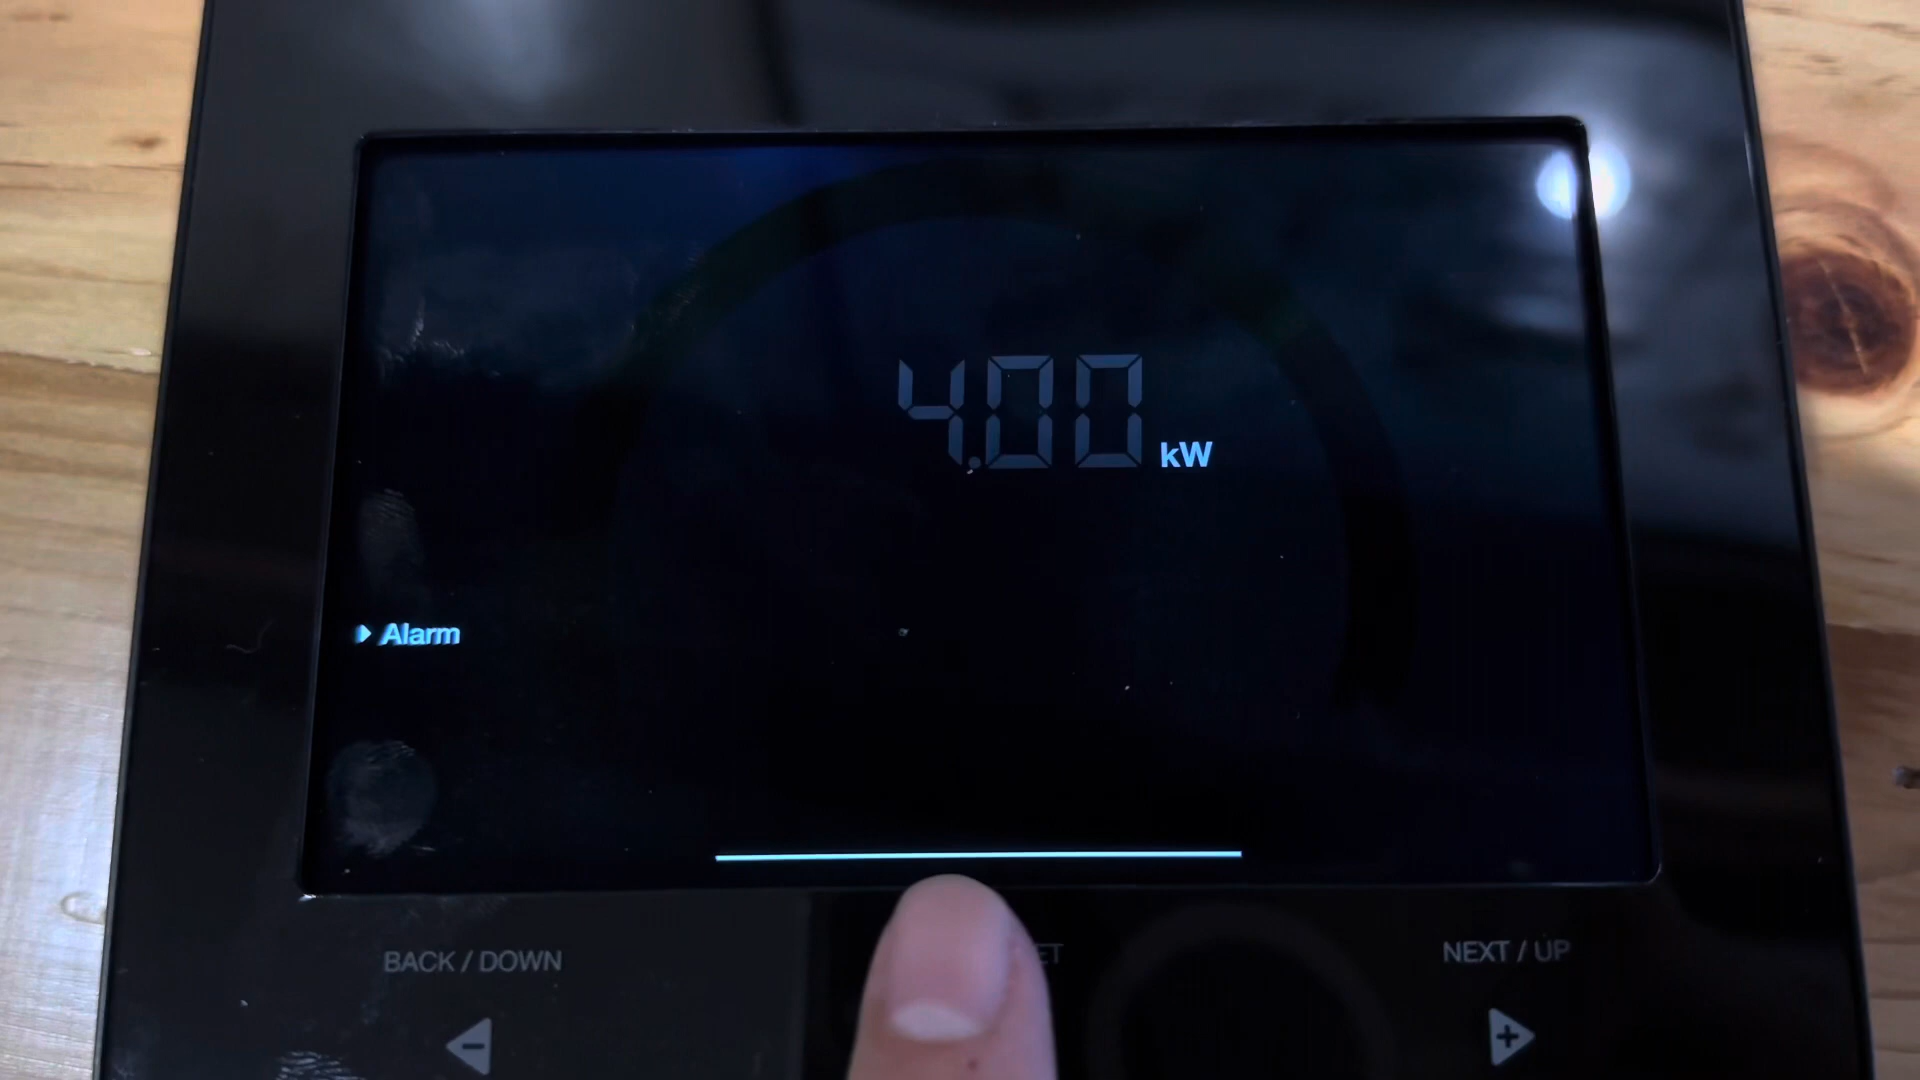 4.00 kW
Alarm
BACK / DOWN
NEXT / UP
-
+